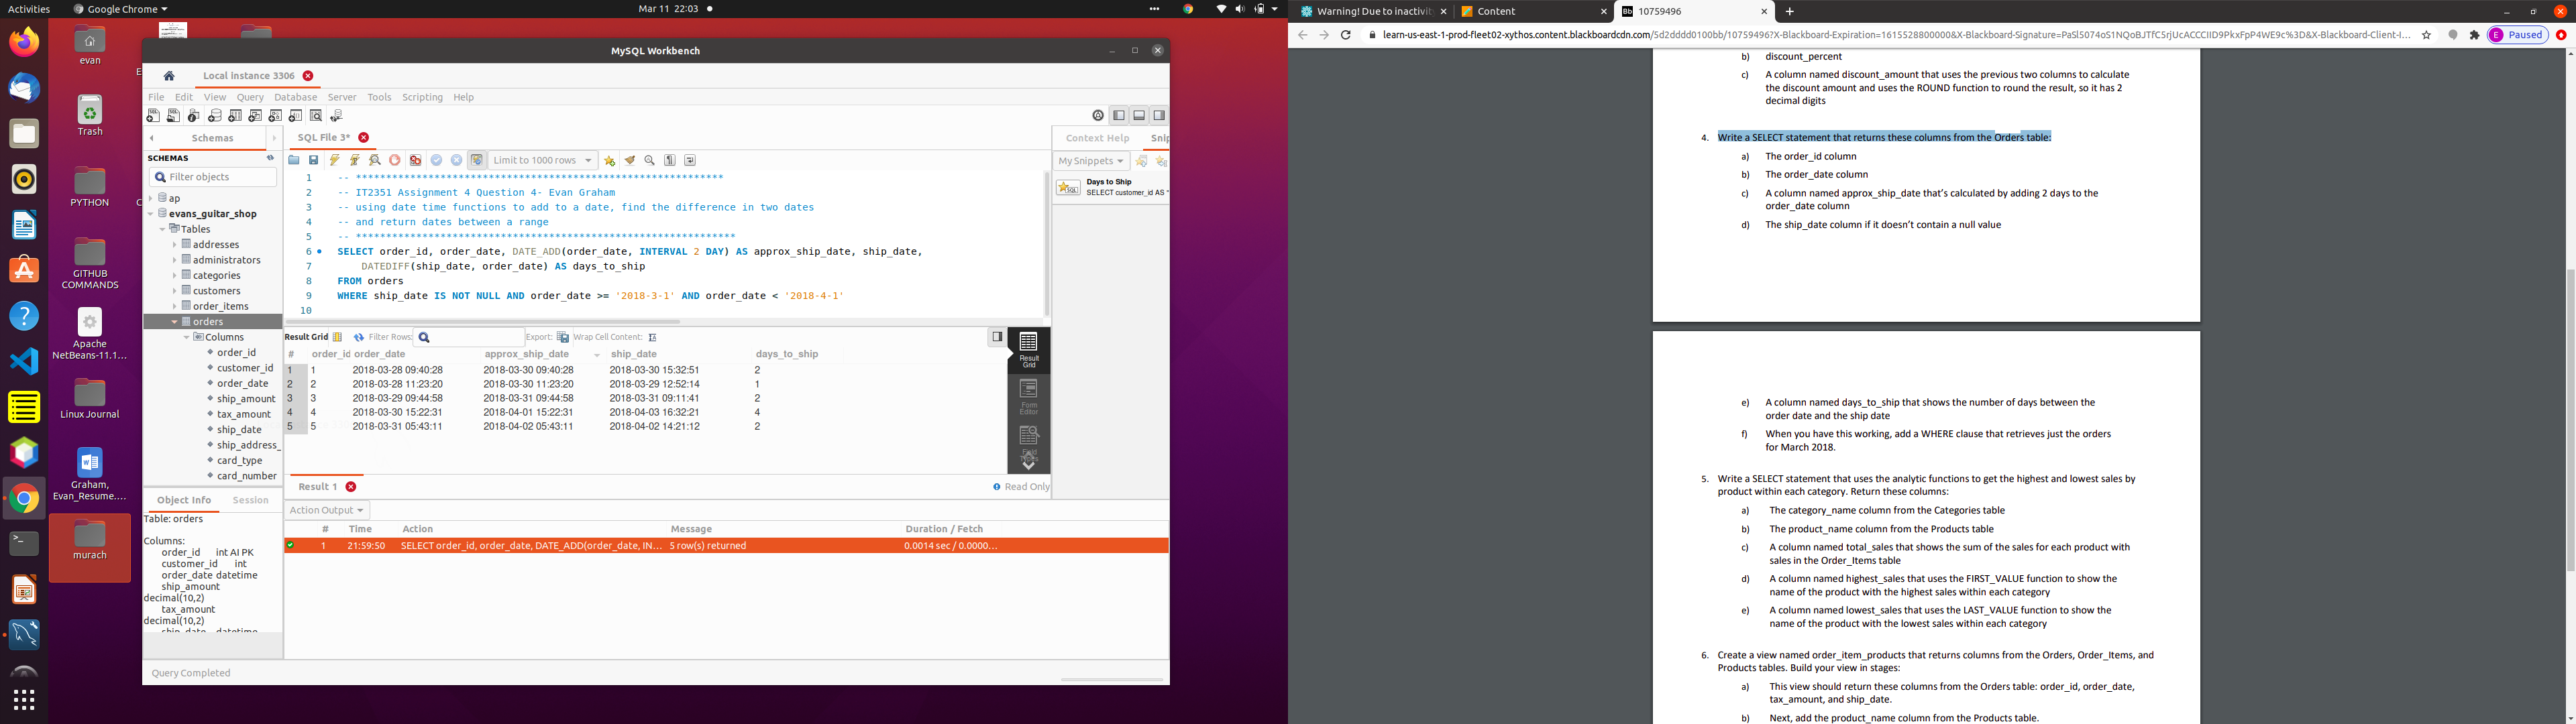 Activities
Google Chrome
Mar 11 22:03
evan
Trash
PYTHON
GITHUB
COMMANDS
Apache
NetBeans-11.1...
Linux Journal
Graham,
Evan_Resume....
murach
MySQL Workbench
Local instance 3306
File Edit View Query Database Server Tools Scripting Help
Schemas
SQL File 3*
Context Help
Snip
SCHEMAS
Limit to 1000 rows
My Snippets
Filter objects
ap
evans_guitar_shop
Tables
addresses
administrators
categories
customers
order_items
orders
Columns
order_id
customer_id
order_date
ship_amount
tax_amount
ship_date
ship_address_
card_type
card_number
1 -- ************************************************************
2 -- IT2351 Assignment 4 Question 4- Evan Graham
3 -- using date time functions to add to a date, find the difference in two dates
4 -- and return dates between a range
5 -- **************************************************************
6 SELECT order_id, order_date, DATE_ADD(order_date, INTERVAL 2 DAY) AS approx_ship_date, ship_date,
7 DATEDIFF(ship_date, order_date) AS days_to_ship
8 FROM orders
9 WHERE ship_date IS NOT NULL AND order_date >= '2018-3-1' AND order_date < '2018-4-1'
10
Days to Ship
SELECT customer_id AS "
Result Grid
Filter Rows:
Export:
Wrap Cell Content:
# order_id order_date approx_ship_date ship_date days_to_ship
1 1 2018-03-28 09:40:28 2018-03-30 09:40:28 2018-03-30 15:32:51 2
2 2 2018-03-28 11:23:20 2018-03-30 11:23:20 2018-03-29 12:52:14 1
3 3 2018-03-29 09:44:58 2018-03-31 09:44:58 2018-03-31 09:11:41 2
4 4 2018-03-30 15:22:31 2018-04-01 15:22:31 2018-04-03 16:32:21 4
5 5 2018-03-31 05:43:11 2018-04-02 05:43:11 2018-04-02 14:21:12 2
Result
Grid
Form
Editor
Result 1
Read Only
Object Info
Session
Table: orders
Columns:
order_id int AI PK
customer_id int
order_date datetime
ship_amount
decimal(10,2)
tax_amount
decimal(10,2)
ship_date datetime
Action Output
# Time Action Message Duration / Fetch
1 21:59:50 SELECT order_id, order_date, DATE_ADD(order_date, IN... 5 row(s) returned 0.0014 sec / 0.0000...
Query Completed
Warning! Due to inactivit
Content
Bb 10759496
learn-us-east-1-prod-fleet02-xythos.content.blackboardcdn.com/5d2dddd0100bb/10759496?X-Blackboard-Expiration=1615528800000&X-Blackboard-Signature=PaSl5074oS1NQoBJTfC5rjUcACCCIID9PkxFpP4WE9c%3D&X-Blackboard-Client-I...
E Paused
b) discount_percent
c) A column named discount_amount that uses the previous two columns to calculate
the discount amount and uses the ROUND function to round the result, so it has 2
decimal digits
4. Write a SELECT statement that returns these columns from the Orders table:
a) The order_id column
b) The order_date column
c) A column named approx_ship_date that's calculated by adding 2 days to the
order_date column
d) The ship_date column if it doesn't contain a null value
e) A column named days_to_ship that shows the number of days between the
order date and the ship date
f) When you have this working, add a WHERE clause that retrieves just the orders
for March 2018.
5. Write a SELECT statement that uses the analytic functions to get the highest and lowest sales by
product within each category. Return these columns:
a) The category_name column from the Categories table
b) The product_name column from the Products table
c) A column named total_sales that shows the sum of the sales for each product with
sales in the Order_Items table
d) A column named highest_sales that uses the FIRST_VALUE function to show the
name of the product with the highest sales within each category
e) A column named lowest_sales that uses the LAST_VALUE function to show the
name of the product with the lowest sales within each category
6. Create a view named order_item_products that returns columns from the Orders, Order_Items, and
Products tables. Build your view in stages:
a) This view should return these columns from the Orders table: order_id, order_date,
tax_amount, and ship_date.
b) Next, add the product_name column from the Products table.